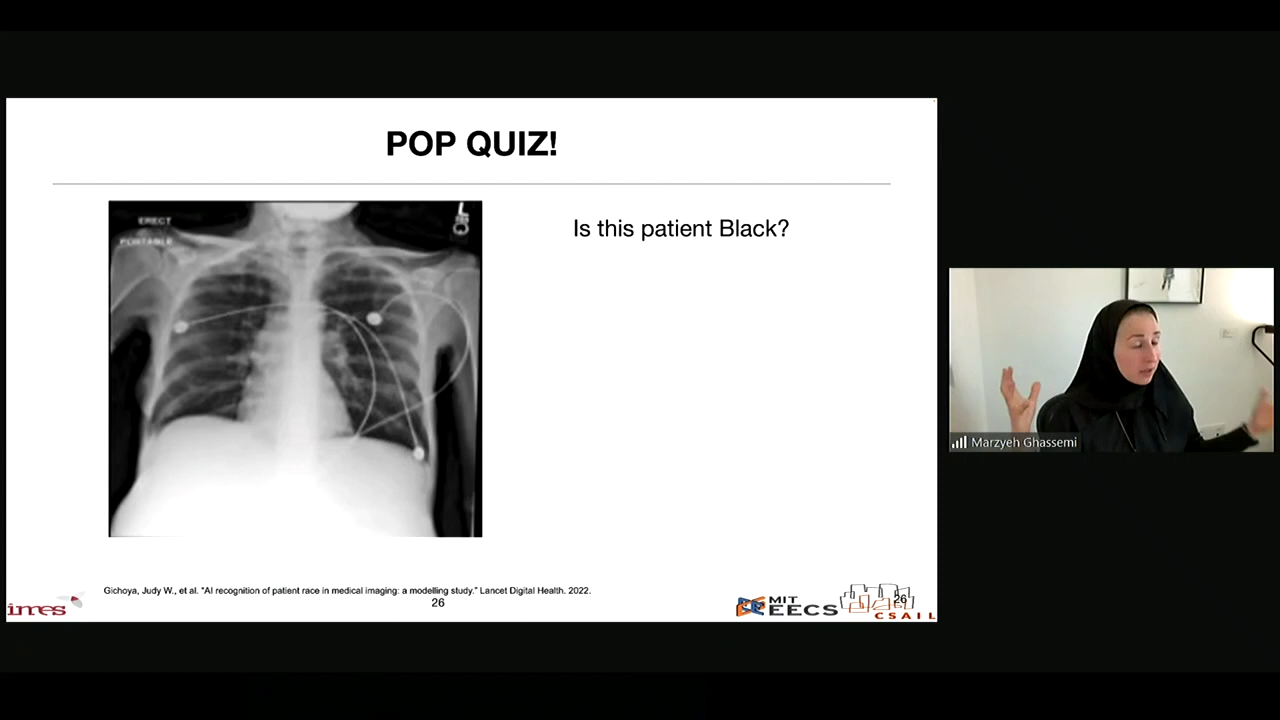 POP QUIZ!
ERECT
PORTABLE
L
Is this patient Black?
Marzyeh Ghassemi
Gichoya, Judy W., et al. "AI recognition of patient race in medical imaging: a modelling study." Lancet Digital Health. 2022.
26
imes
MIT
EECS
26
CSAIL